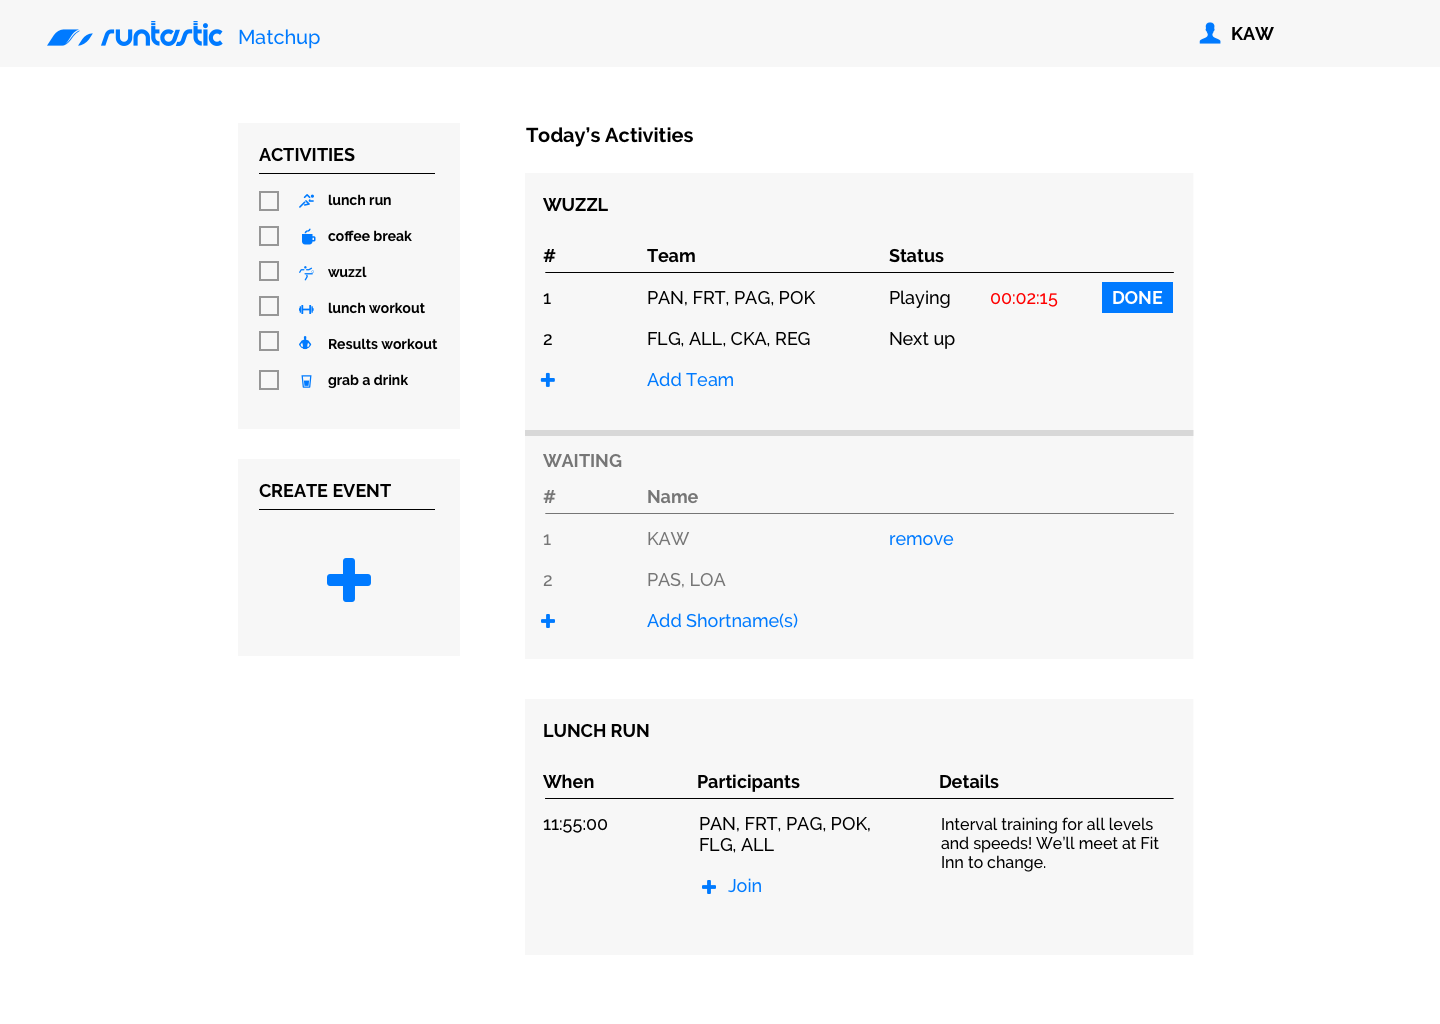 runtastic Matchup
KAW
ACTIVITIES
lunch run
coffee break
wuzzl
lunch workout
Results workout
grab a drink
CREATE EVENT
Today's Activities
WUZZL
# Team Status
1 PAN, FRT, PAG, POK Playing 00:02:15 DONE
2 FLG, ALL, CKA, REG Next up
Add Team
WAITING
# Name
1 KAW remove
2 PAS, LOA
Add Shortname(s)
LUNCH RUN
When Participants Details
11:55:00
PAN, FRT, PAG, POK,
FLG, ALL
Join
Interval training for all levels
and speeds! We'll meet at Fit
Inn to change.